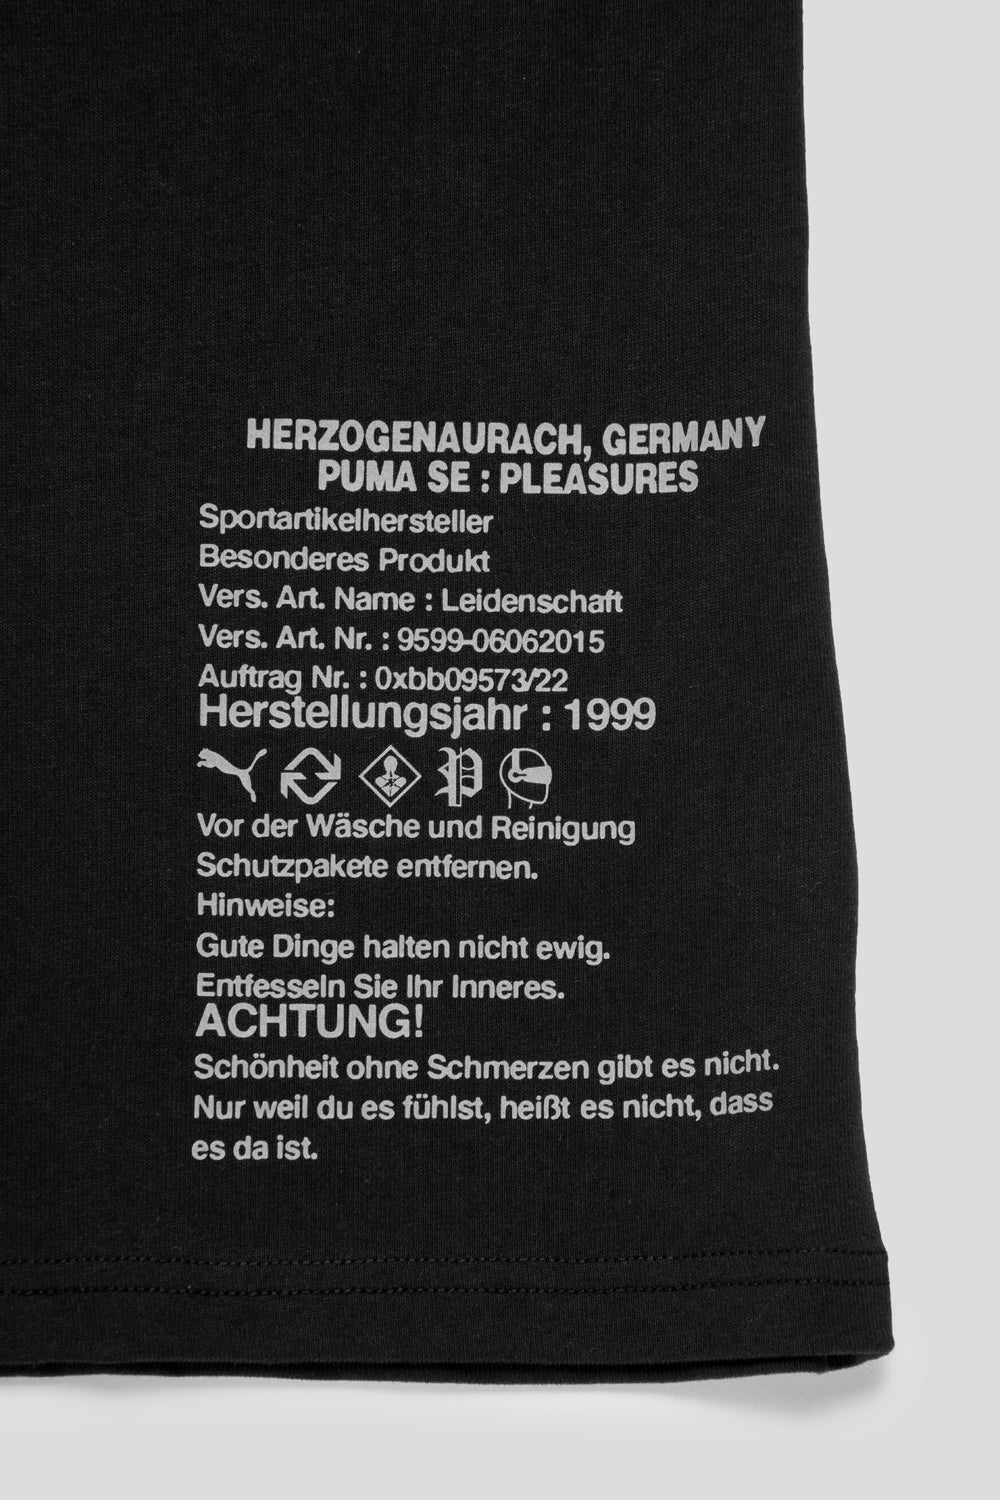 HERZOGENAURACH, GERMANY
PUMA SE : PLEASURES
Sportartikelhersteller
Besonderes Produkt
Vers. Art. Name : Leidenschaft
Vers. Art. Nr. : 9599-06062015
Auftrag Nr. : 0xbb09573/22
Herstellungsjahr : 1999
P
Vor der Wäsche und Reinigung
Schutzpakete entfernen.
Hinweise:
Gute Dinge halten nicht ewig.
Entfesseln Sie Ihr Inneres.
ACHTUNG!
Schönheit ohne Schmerzen gibt es nicht.
Nur weil du es fühlst, heißt es nicht, dass
es da ist.